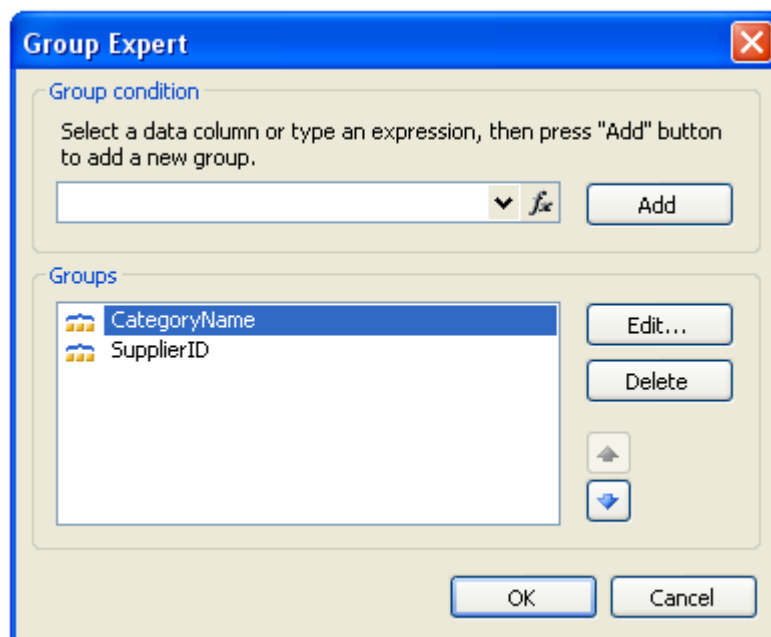 Group Expert
Group condition
Select a data column or type an expression, then press "Add" button
to add a new group.
fx
Add
Groups
CategoryName
Edit...
SupplierID
Delete
OK
Cancel